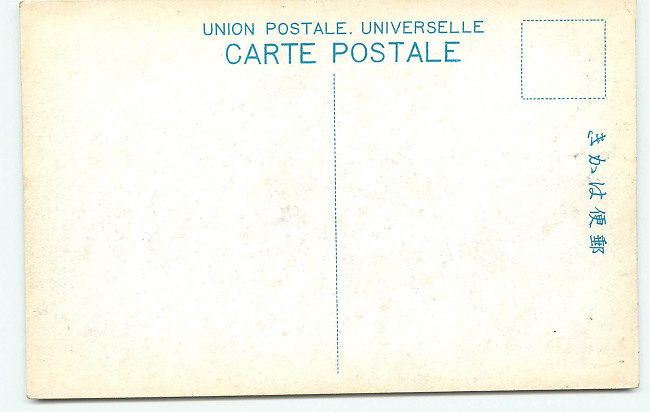 UNION POSTALE. UNIVERSELLE
CARTE POSTALE
郵便はかき